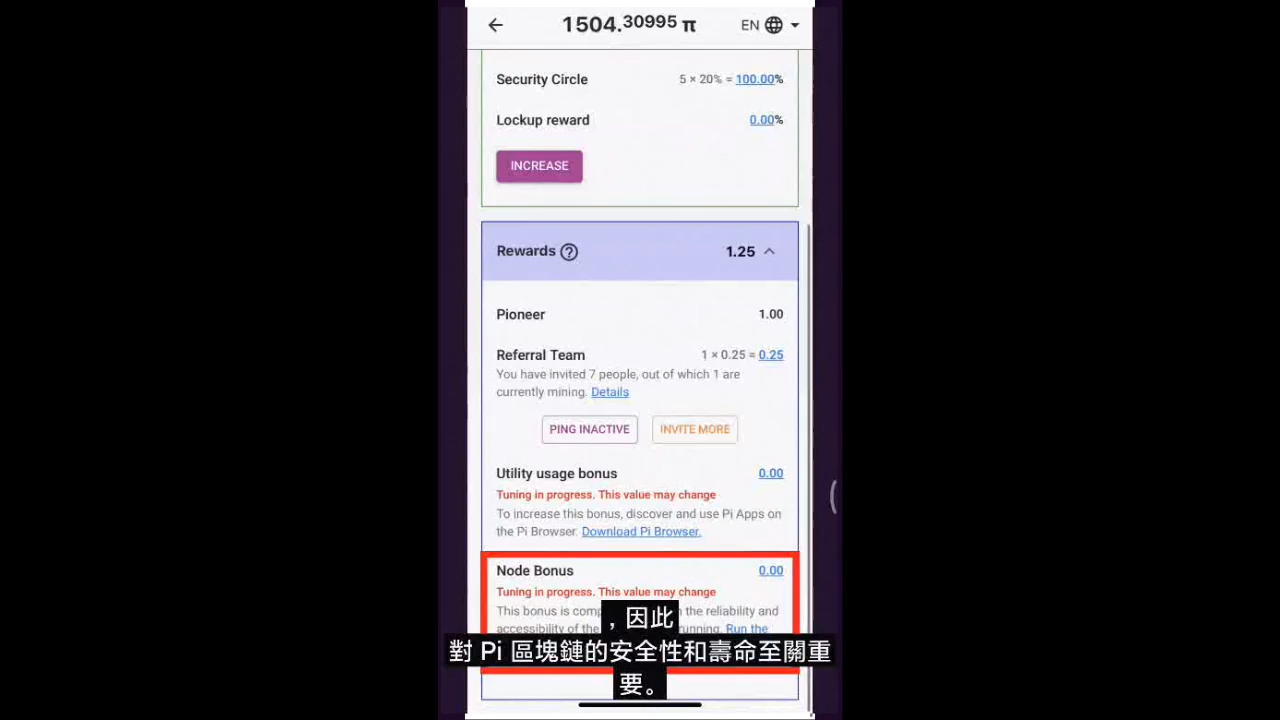 1504.30995 π
EN
Security Circle 5 × 20% = 100.00%
Lockup reward 0.00%
INCREASE
Rewards ? 1.25
Pioneer 1.00
Referral Team 1 × 0.25 = 0.25
You have invited 7 people, out of which 1 are
currently mining. Details
PING INACTIVE INVITE MORE
Utility usage bonus 0.00
Tuning in progress. This value may change
To increase this bonus, discover and use Pi Apps on
the Pi Browser. Download Pi Browser.
Node Bonus 0.00
Tuning in progress. This value may change
This bonus is the reliability and
accessibility of the running. Run the
，因此
對 Pi 區塊鏈的安全性和壽命至關重
要。